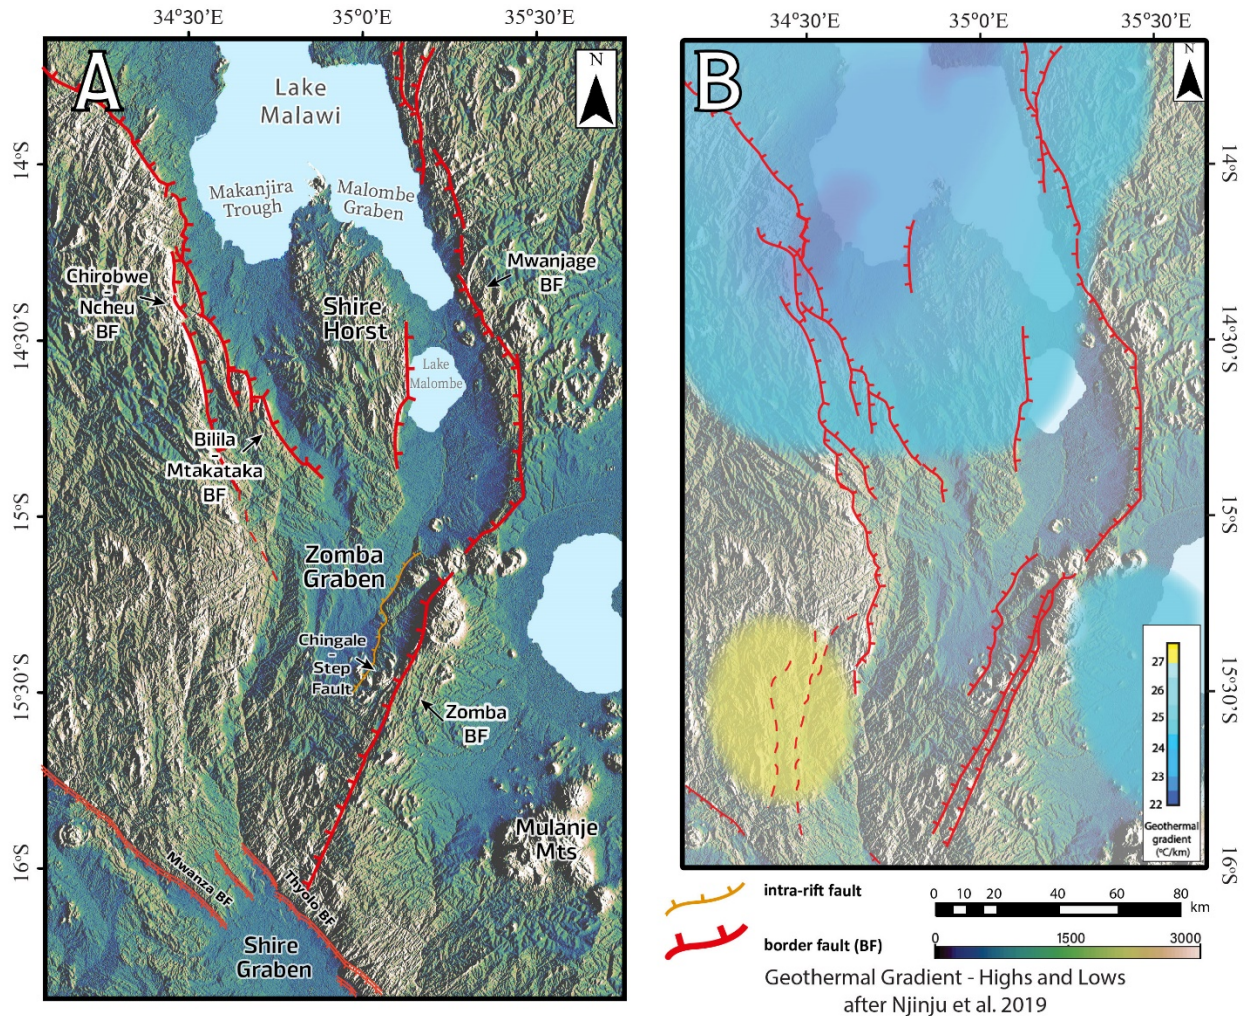 34°30'E
35°00'E
35°30'E
34°30'E
35°00'E
35°30'E
A
N
Lake
Malawi
Makanjira
Trough
Malombe
Graben
14°S
Chirobwe
-
Ncheu
BF
Mwanjage
BF
Shire
Horst
Lake
Malombe
14°30'S
Bilila
-
Mtakataka
BF
15°S
Zomba
Graben
Chingale
-
Step
Fault
15°30'S
Zomba
BF
Mulanje
Mts
16°S
Mwanza BF
Thyolo BF
Shire
Graben
B
N
14°S
14°30'S
15°S
15°30'S
16°S
27
26
25
24
23
22
Geothermal
gradient
(°C/km)
intra-rift fault
border fault (BF)
0 10 20 40 60 80
km
0 1500 3000
Geothermal Gradient - Highs and Lows
after Njinju et al. 2019